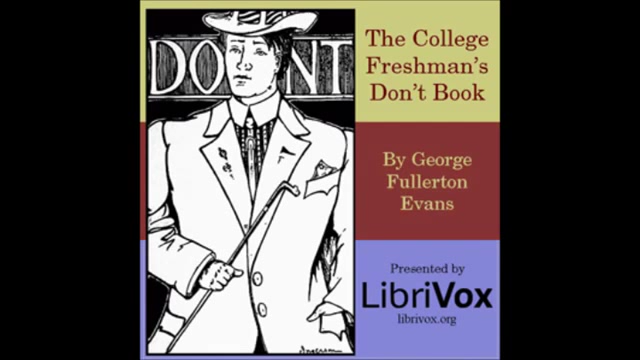 DON'T
The College
Freshman's
Don't Book
By George
Fullerton
Evans
Presented by
LibriVox
librivox.org